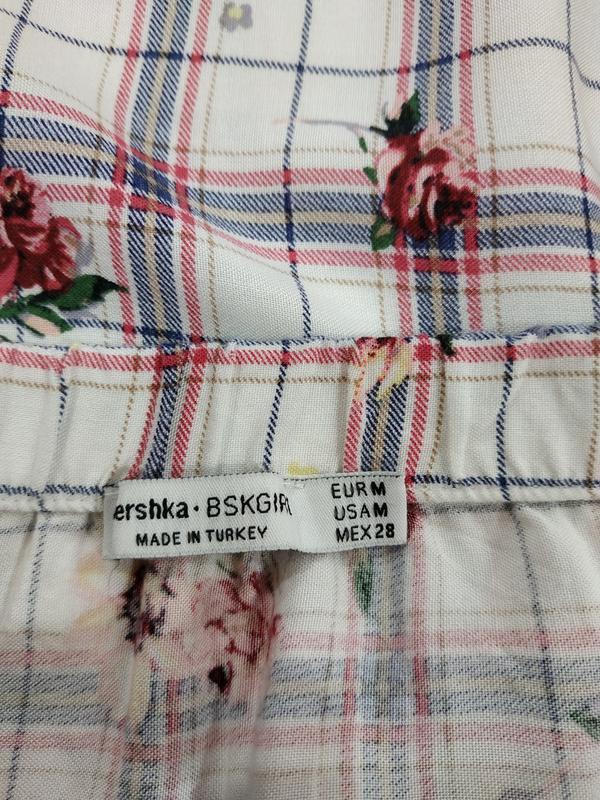 ershka · BSKGIRL
MADE IN TURKEY
EUR M
USA M
MEX 28